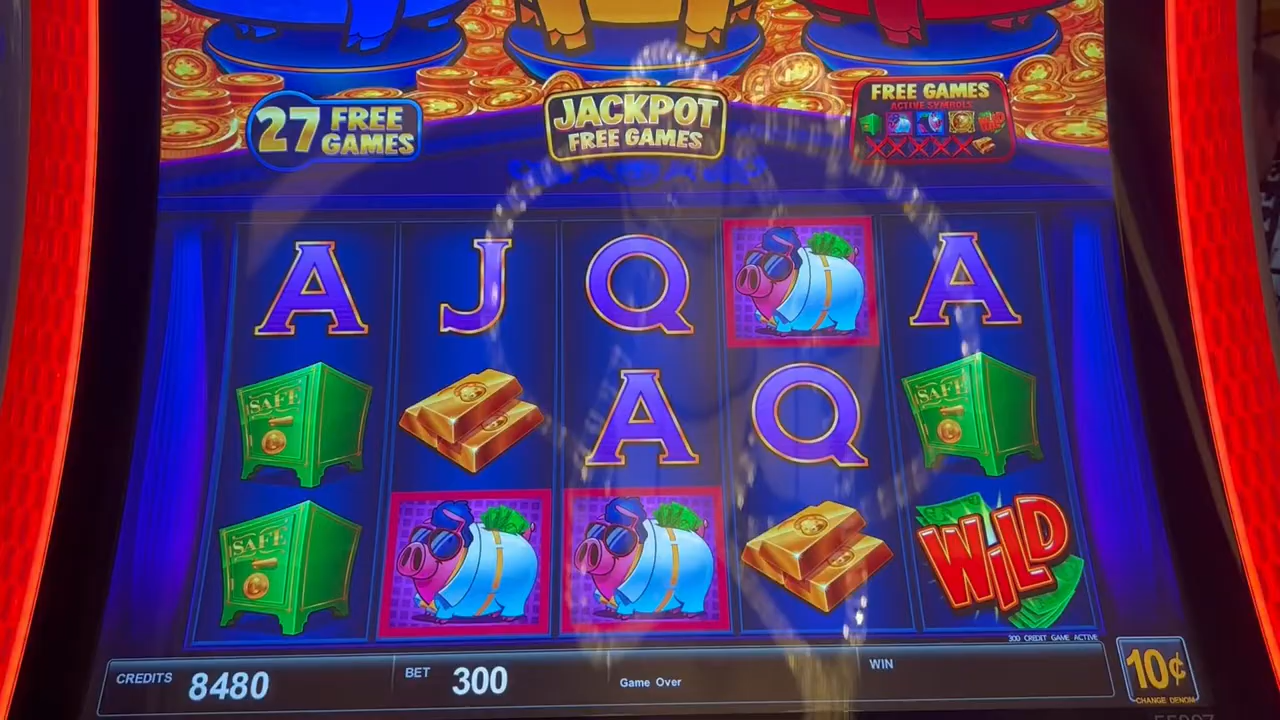 27 FREE GAMES
JACKPOT
FREE GAMES
FREE GAMES
ACTIVE SYMBOLS
A J Q A
SAFE A Q SAFE
SAFE WILD
300 CREDIT GAME ACTIVE
CREDITS 8480 BET 300 Game Over WIN 10¢
CHANGE DENOM